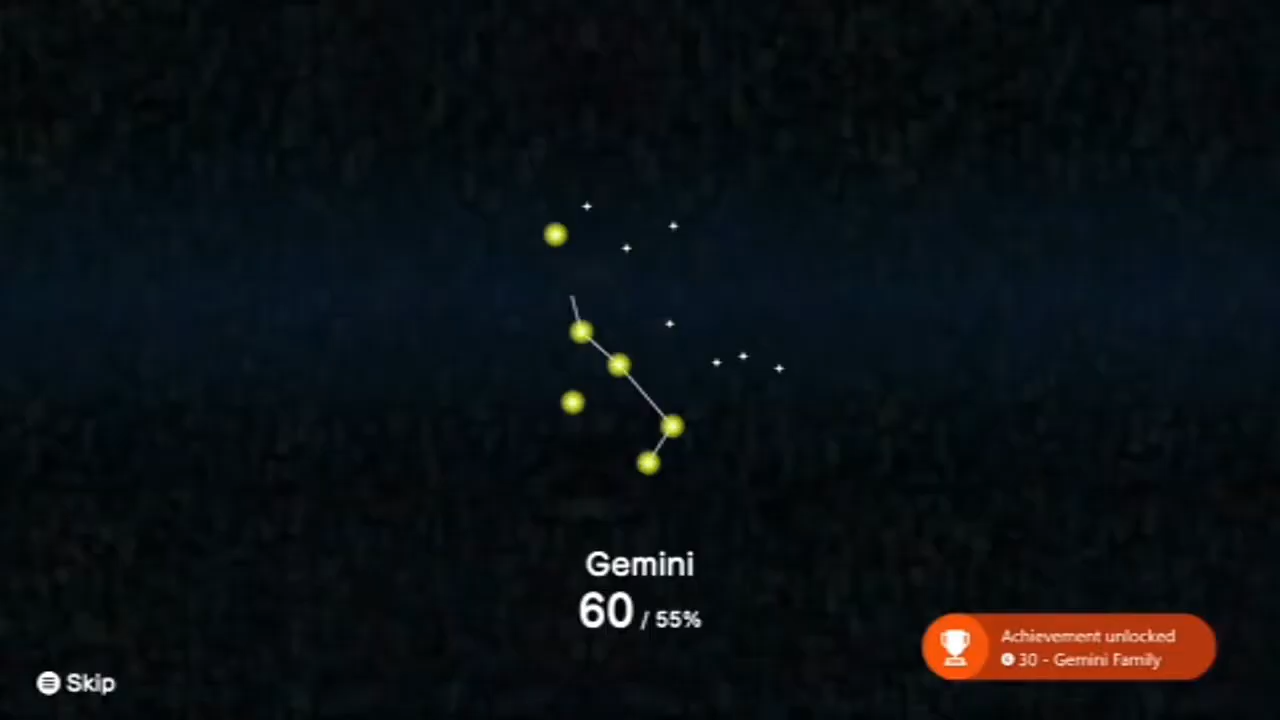 Gemini
60 / 55%
Achievement unlocked
30 - Gemini Family
Skip